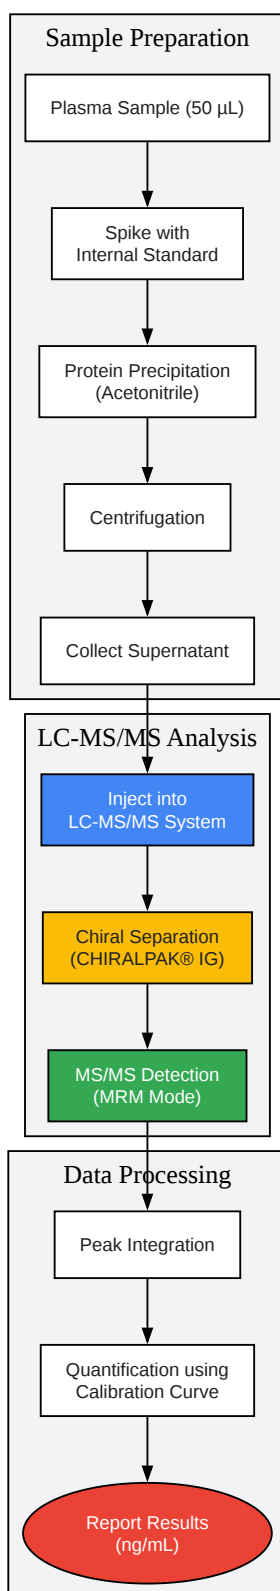 Sample Preparation
Plasma Sample (50 µL)
Spike with
Internal Standard
Protein Precipitation
(Acetonitrile)
Centrifugation
Collect Supernatant
LC-MS/MS Analysis
Inject into
LC-MS/MS System
Chiral Separation
(CHIRALPAK® IG)
MS/MS Detection
(MRM Mode)
Data Processing
Peak Integration
Quantification using
Calibration Curve
Report Results
(ng/mL)